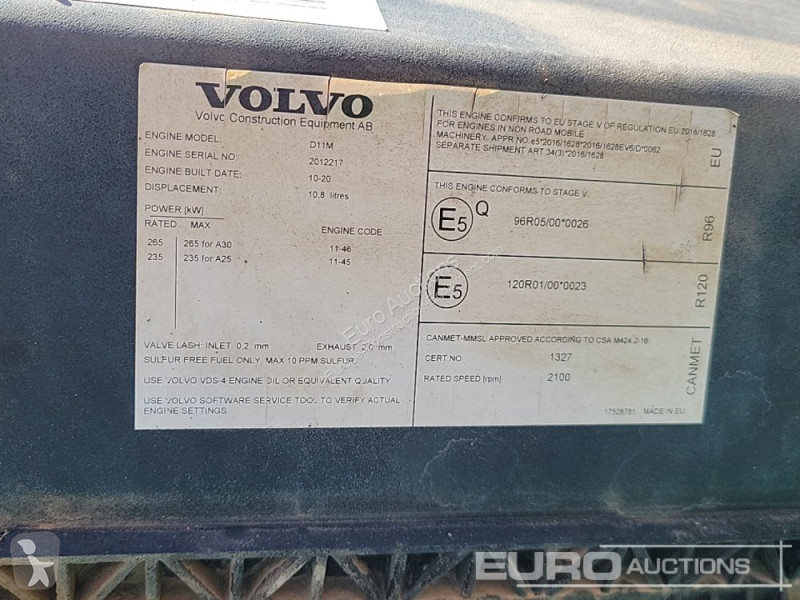 VOLVO
Volvc Construction Equipment AB
ENGINE MODEL: D11M
ENGINE SERIAL NO: 2012217
ENGINE BUILT DATE: 10-20
DISPLACEMENT: 10,8 litres
POWER [kW]
RATED MAX ENGINE CODE
265 265 for A30 11-46
235 235 for A25 11-45
VALVE LASH: INLET 0.2 mm EXHAUST: 2.0 mm
SULFUR FREE FUEL ONLY, MAX 10 PPM SULFUR.
USE VOLVO VDS-4 ENGINE OIL OR EQUIVALENT QUALITY.
USE VOLVO SOFTWARE SERVICE TOOL TO VERIFY ACTUAL
ENGINE SETTINGS.
THIS ENGINE CONFIRMS TO EU STAGE V OF REGULATION EU 2016/1628
FOR ENGINES IN NON ROAD MOBILE
MACHINERY. APPR NO. e5*2016/1628*2016/1628EV6/D*0062
SEPARATE SHIPMENT ART.34(3)*2016/1628
EU
THIS ENGINE CONFORMS TO STAGE V:
E5 Q 96R05/00*0026
R96
E5 120R01/00*0023
R120
CANMET-MMSL APPROVED ACCORDING TO CSA M424.2-16
CERT.NO 1327
RATED SPEED [rpm] 2100
CANMET
17528751 MADE IN EU
Euro Auctions
EURO AUCTIONS